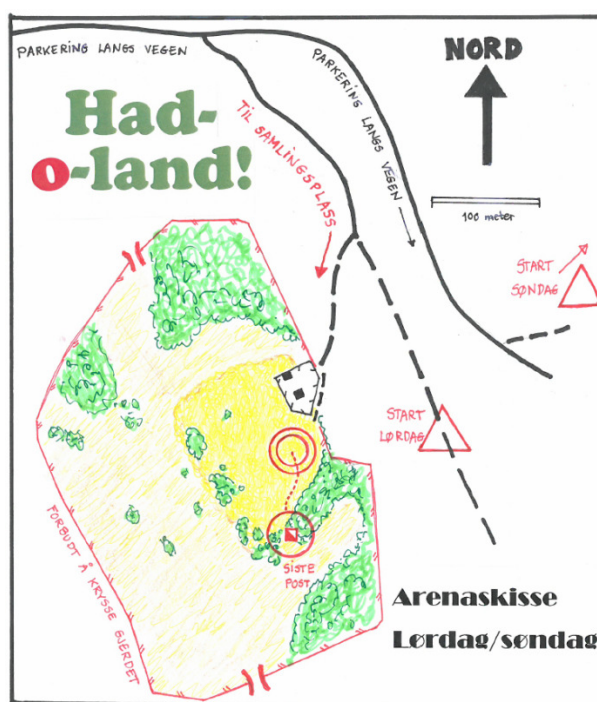 PARKERING LANGS VEGEN
PARKERING LANGS VEGEN
NORD
Had-
o-land!
TIL SAMLINGSPLASS
100 meter
START
SØNDAG
START
LØRDAG
SISTE
POST
FORBUDT Å KRYSSE GJERDET
Arenaskisse
Lørdag/søndag